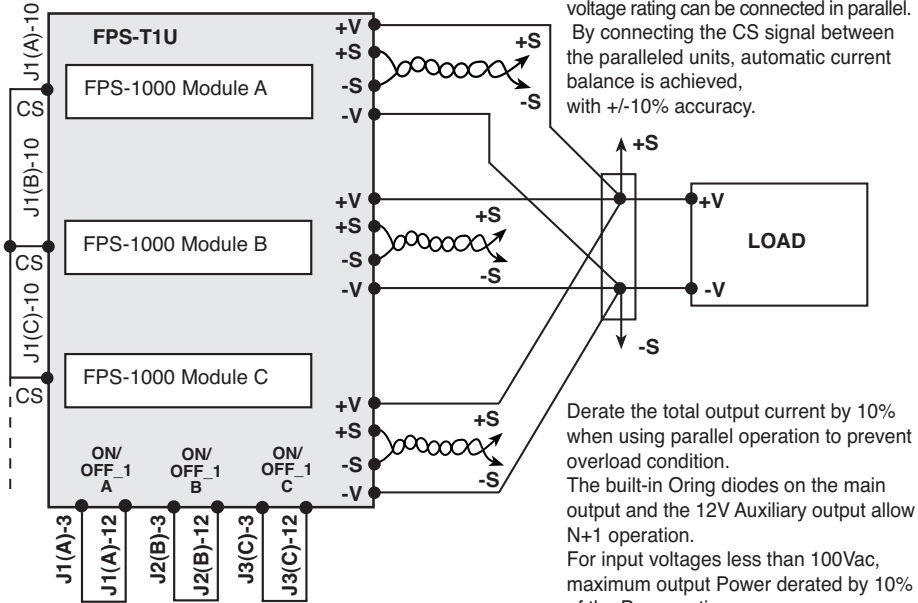 voltage rating can be connected in parallel.
By connecting the CS signal between
the paralleled units, automatic current
balance is achieved,
with +/-10% accuracy.
FPS-T1U
FPS-1000 Module A
FPS-1000 Module B
FPS-1000 Module C
J1(A)-10
CS
J1(B)-10
CS
J1(C)-10
CS
+V
+S
-S
-V
+S
-S
+V
+S
-S
-V
+S
-S
+V
+S
-S
-V
+S
-S
+S
-S
+V
LOAD
-V
ON/
OFF_1
A
ON/
OFF_1
B
ON/
OFF_1
C
J1(A)-3
J1(A)-12
J2(B)-3
J2(B)-12
J3(C)-3
J3(C)-12
Derate the total output current by 10%
when using parallel operation to prevent
overload condition.
The built-in Oring diodes on the main
output and the 12V Auxiliary output allow
N+1 operation.
For input voltages less than 100Vac,
maximum output Power derated by 10%